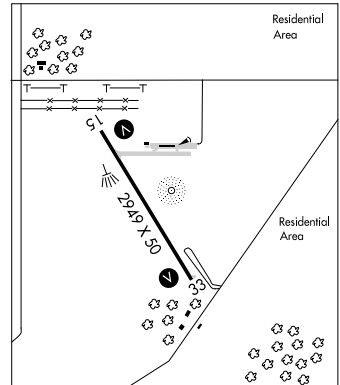 Residential
Area
T T T T
15
V
2949 X 50
Residential
Area
V
33